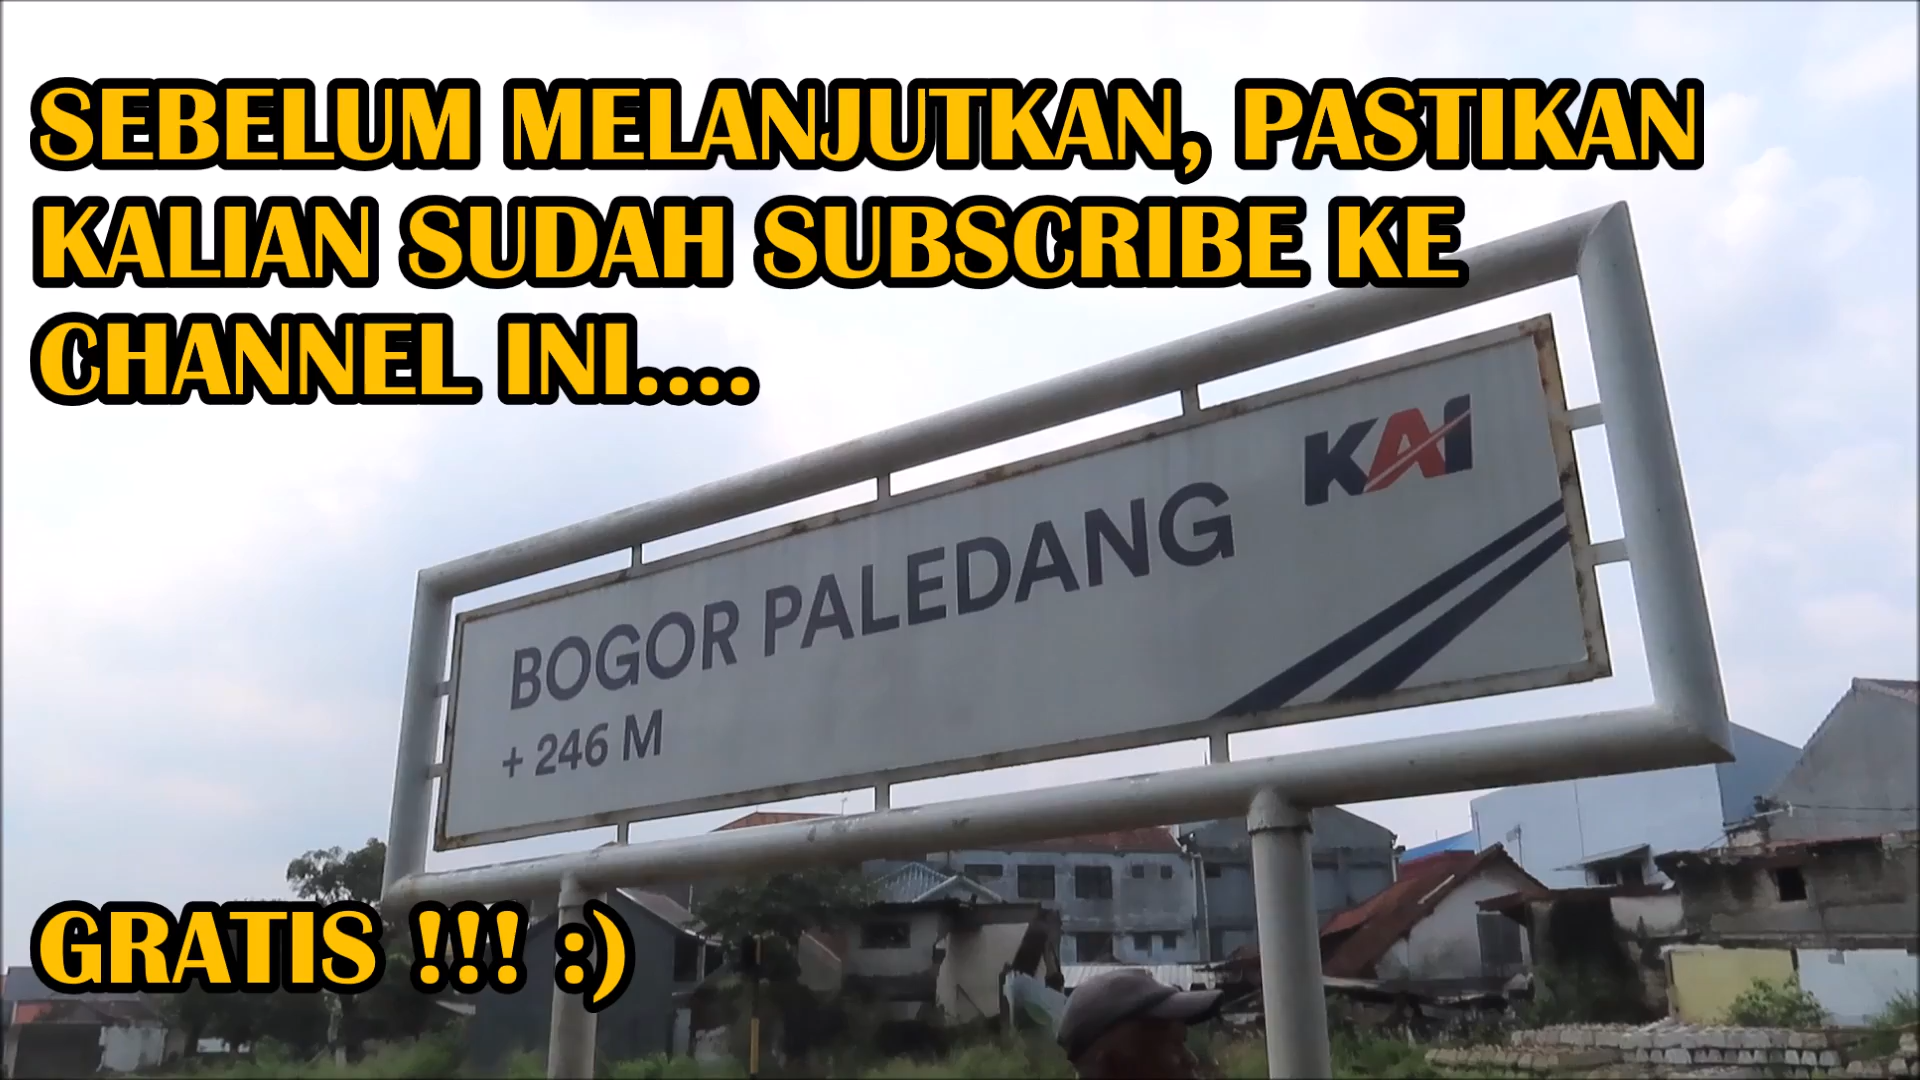 SEBELUM MELANJUTKAN, PASTIKAN
KALIAN SUDAH SUBSCRIBE KE
CHANNEL INI....
KAI
BOGOR PALEDANG
+ 246 M
GRATIS !!! :)